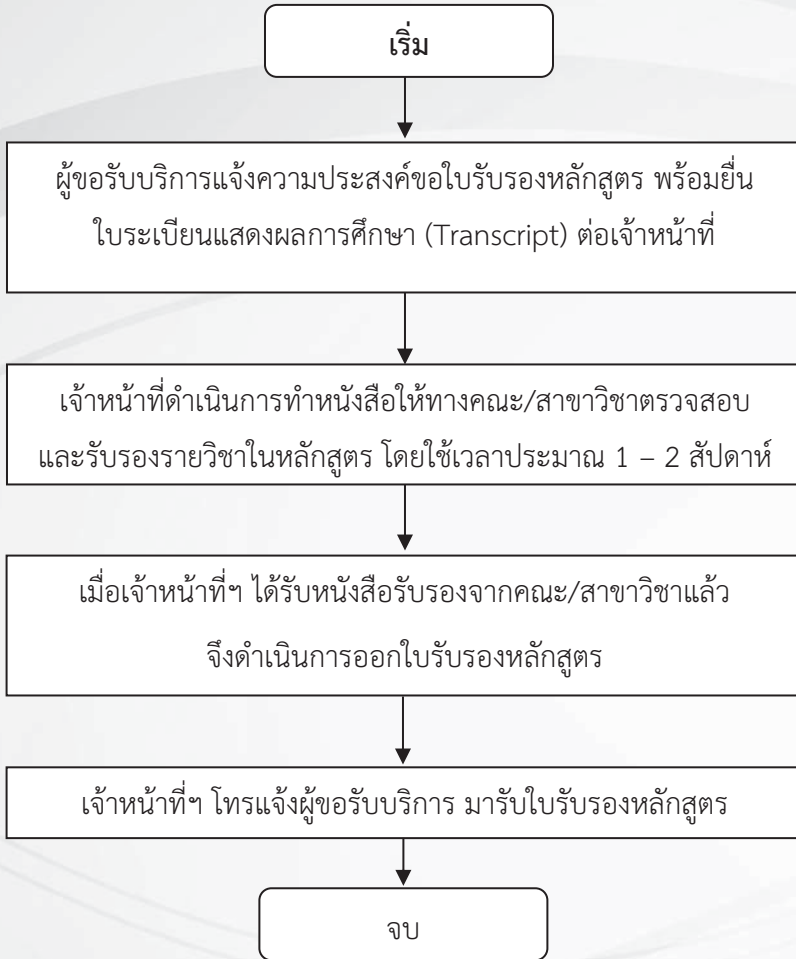 เริ่ม
ผู้ขอรับบริการแจ้งความประสงค์ขอใบรับรองหลักสูตร พร้อมยื่น
ใบระเบียนแสดงผลการศึกษา (Transcript) ต่อเจ้าหน้าที่
เจ้าหน้าที่ดำเนินการทำหนังสือให้ทางคณะ/สาขาวิชาตรวจสอบ
และรับรองรายวิชาในหลักสูตร โดยใช้เวลาประมาณ 1 – 2 สัปดาห์
เมื่อเจ้าหน้าที่ฯ ได้รับหนังสือรับรองจากคณะ/สาขาวิชาแล้ว
จึงดำเนินการออกใบรับรองหลักสูตร
เจ้าหน้าที่ฯ โทรแจ้งผู้ขอรับบริการ มารับใบรับรองหลักสูตร
จบ